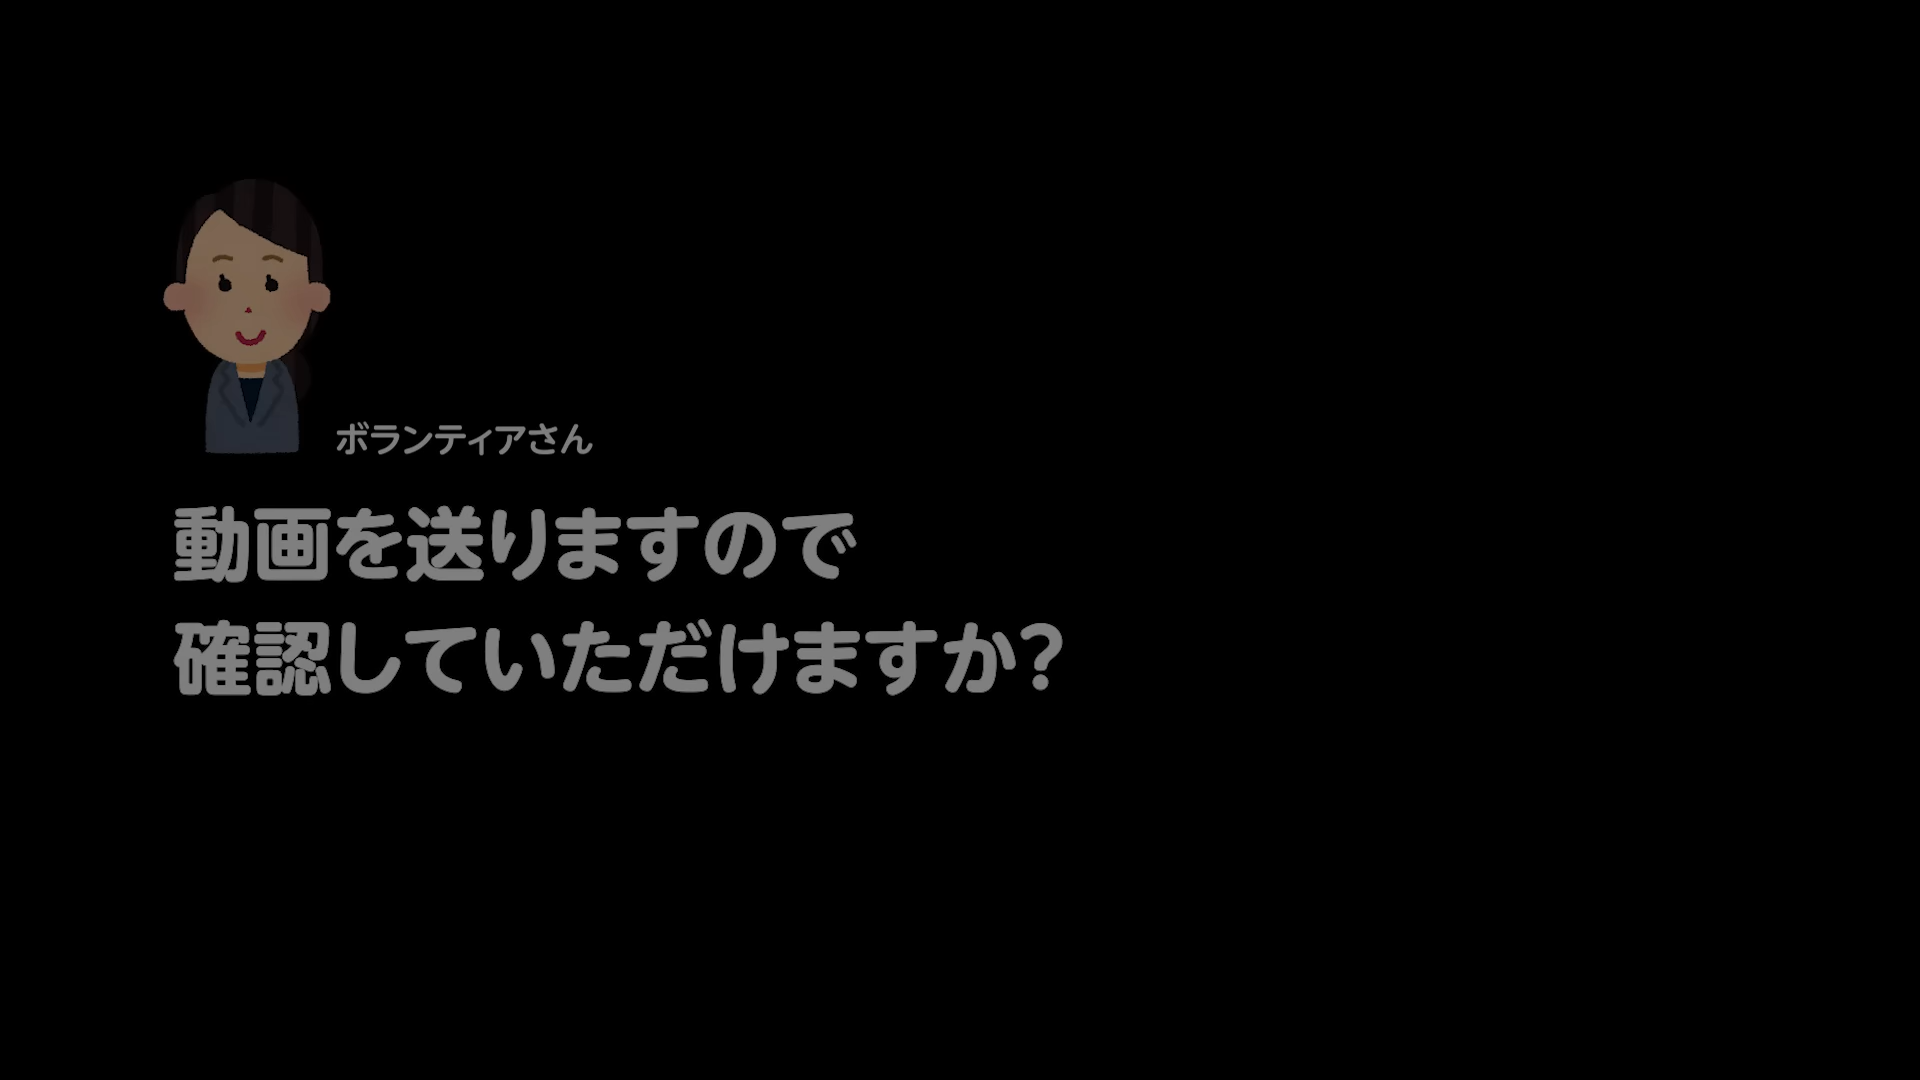 ボランティアさん
動画を送りますので
確認していただけますか?